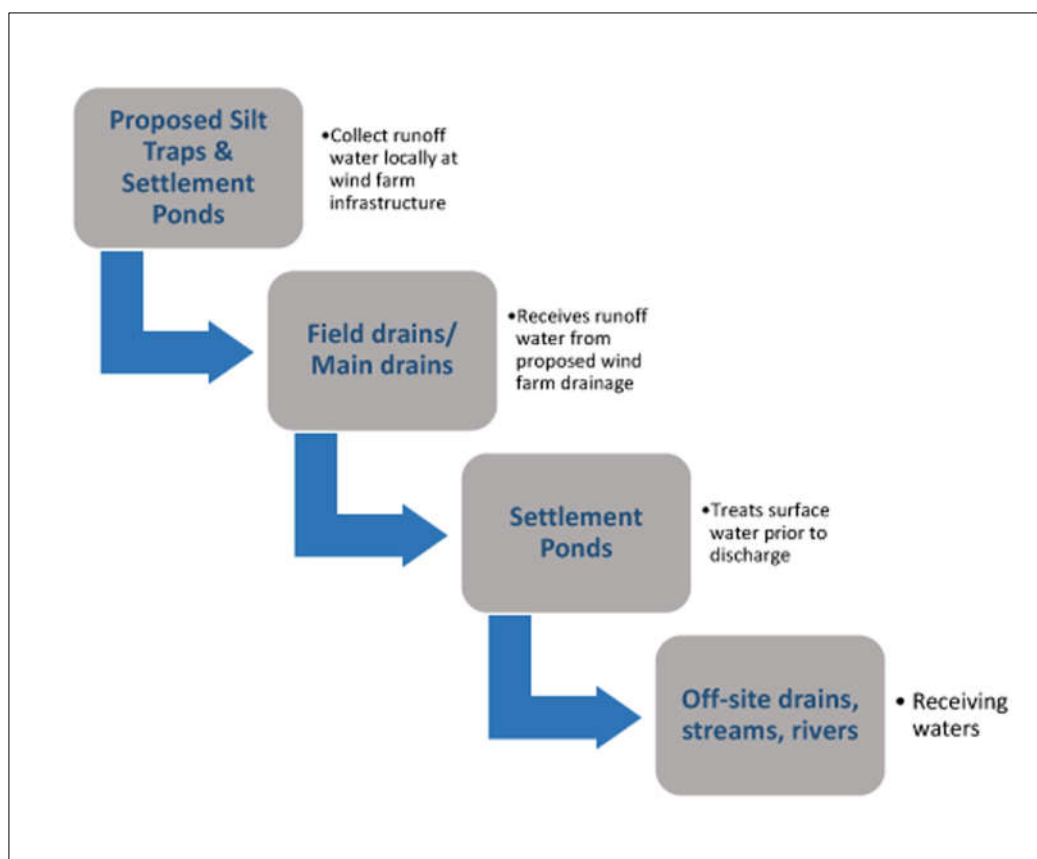 Proposed Silt
Traps &
Settlement
Ponds
•Collect runoff
water locally at
wind farm
infrastructure
Field drains/
Main drains
•Receives runoff
water from
proposed wind
farm drainage
Settlement
Ponds
•Treats surface
water prior to
discharge
Off-site drains,
streams, rivers
• Receiving
waters